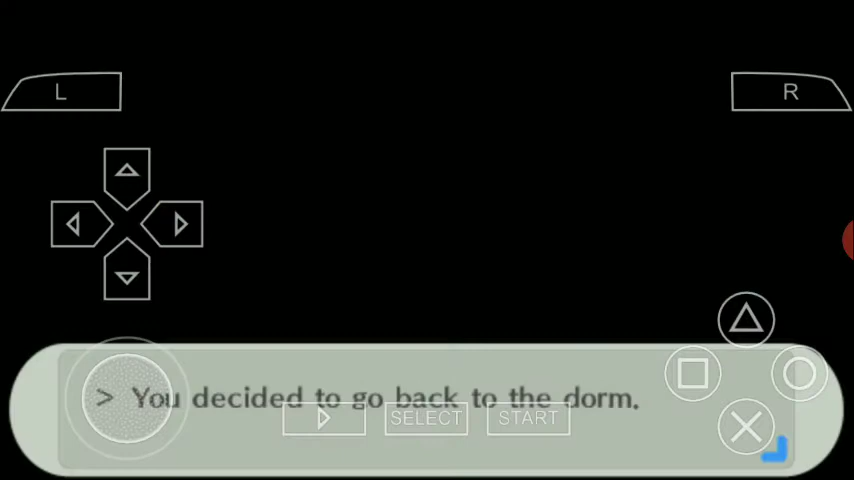 L
R
> You decided to go back to the dorm.
SELECT
START